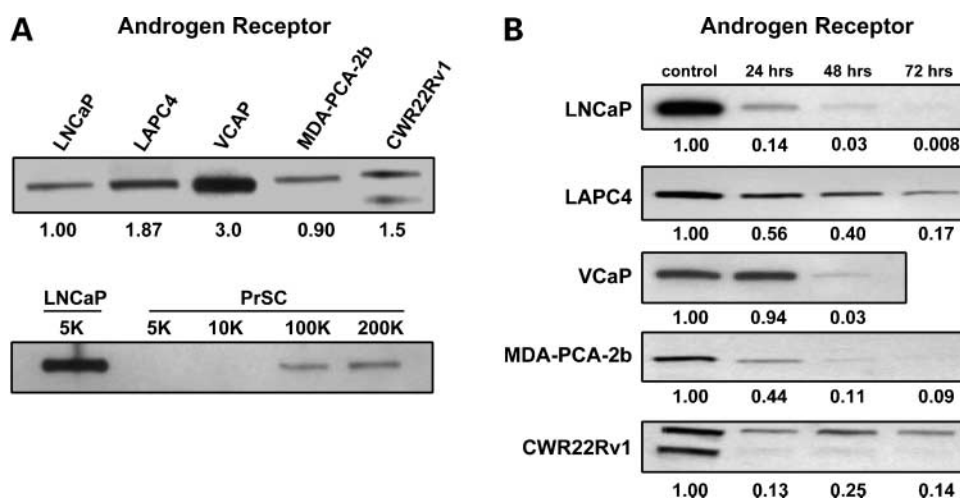 A
Androgen Receptor
LNCaP LAPC4 VCAP MDA-PCA-2b CWR22Rv1
1.00 1.87 3.0 0.90 1.5
LNCaP PrSC
5K 5K 10K 100K 200K
B
Androgen Receptor
control 24 hrs 48 hrs 72 hrs
LNCaP
1.00 0.14 0.03 0.008
LAPC4
1.00 0.56 0.40 0.17
VCaP
1.00 0.94 0.03
MDA-PCA-2b
1.00 0.44 0.11 0.09
CWR22Rv1
1.00 0.13 0.25 0.14